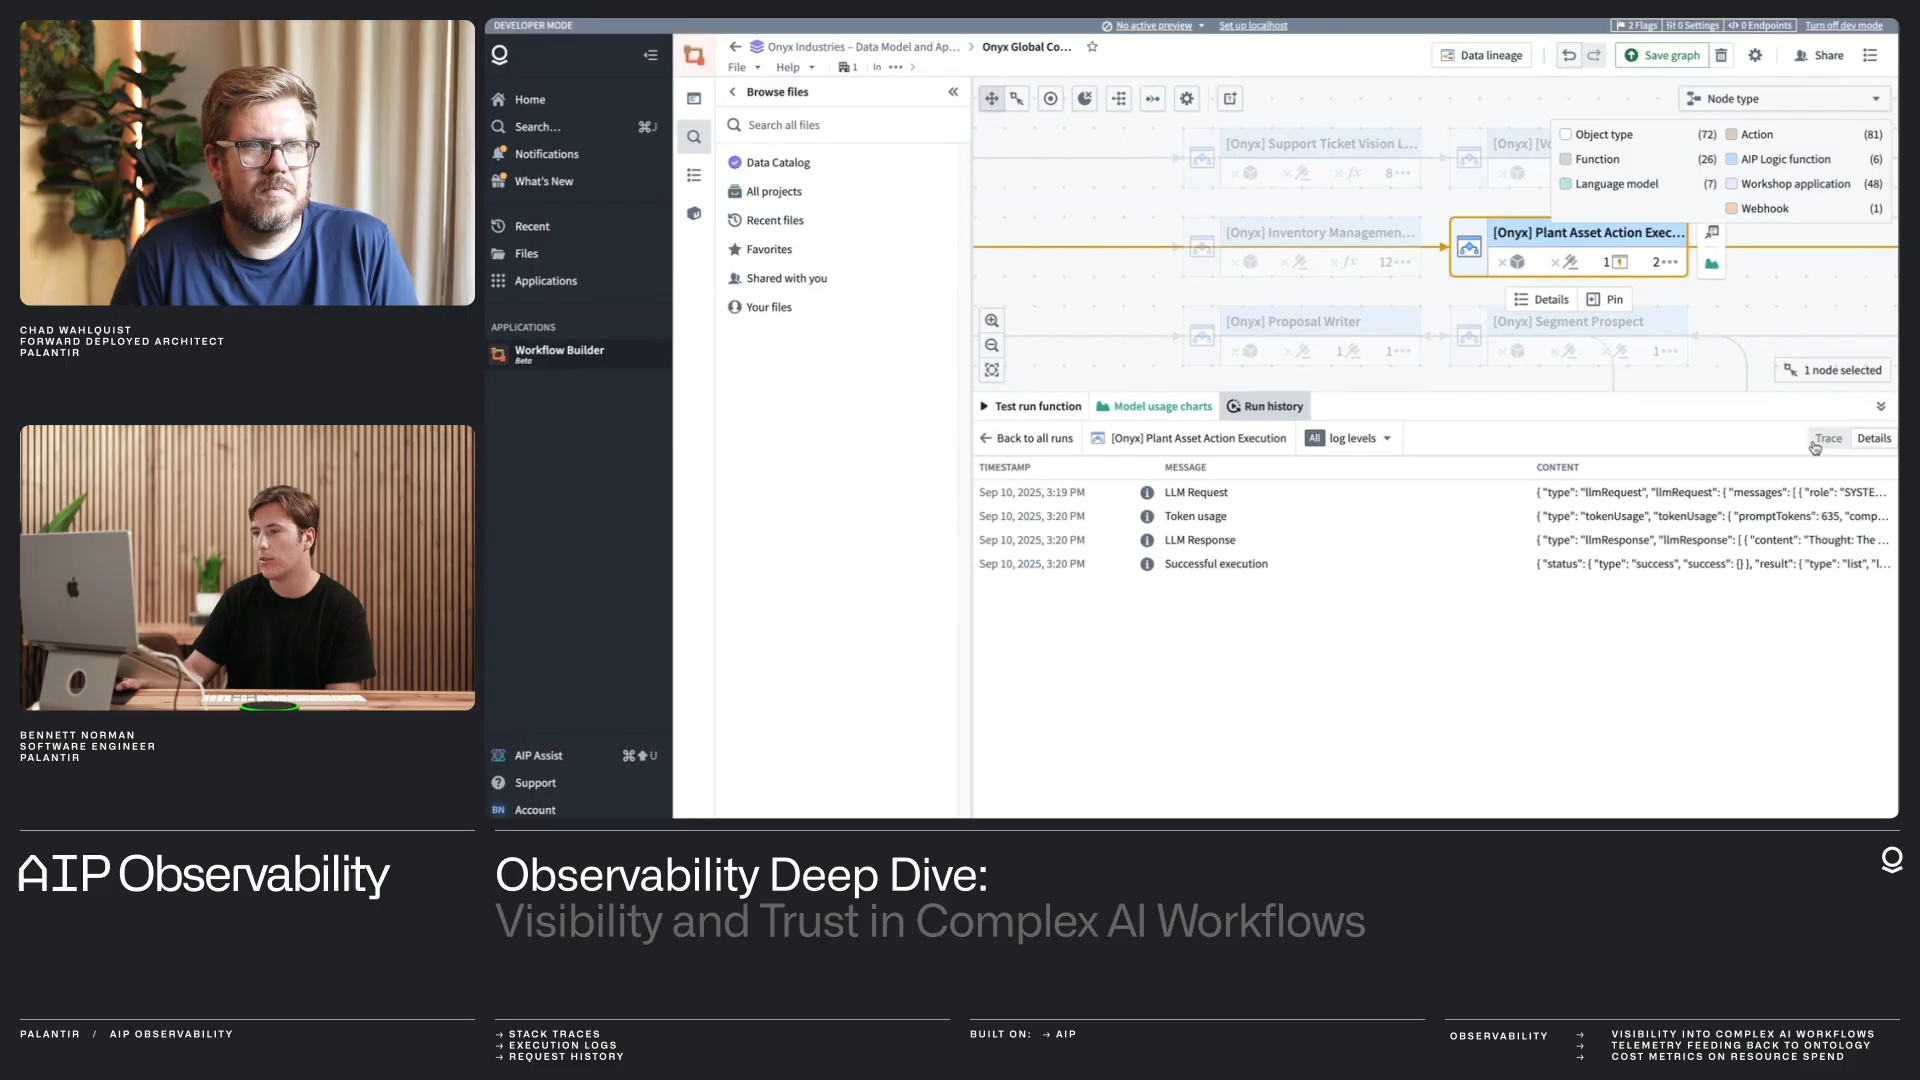 CHAD WAHLQUIST
FORWARD DEPLOYED ARCHITECT
PALANTIR
BENNETT NORMAN
SOFTWARE ENGINEER
PALANTIR
DEVELOPER MODE
No active preview
Set up localhost
2 Flags
0 Settings
0 Endpoints
Turn off dev mode
Home
Search...
⌘J
Notifications
What's New
Recent
Files
Applications
APPLICATIONS
Workflow Builder
Beta
AIP Assist
⌘⬆U
Support
BN Account
Onyx Industries – Data Model and Ap... > Onyx Global Co...
File Help 1 In ••• >
Data lineage
Save graph
Share
Browse files
Search all files
Data Catalog
All projects
Recent files
Favorites
Shared with you
Your files
Node type
Object type (72)
Action (81)
Function (26)
AIP Logic function (6)
Language model (7)
Workshop application (48)
Webhook (1)
[Onyx] Support Ticket Vision L...
8•••
[Onyx] Inventory Managemen...
12•••
[Onyx] Plant Asset Action Exec...
1 2•••
Details
Pin
[Onyx] Proposal Writer
1 1•••
[Onyx] Segment Prospect
1•••
1 node selected
Test run function
Model usage charts
Run history
Back to all runs
[Onyx] Plant Asset Action Execution
All log levels
Trace
Details
TIMESTAMP MESSAGE CONTENT
Sep 10, 2025, 3:19 PM LLM Request { "type": "llmRequest", "llmRequest": { "messages": [ { "role": "SYSTE...
Sep 10, 2025, 3:20 PM Token usage { "type": "tokenUsage", "tokenUsage": { "promptTokens": 635, "comp...
Sep 10, 2025, 3:20 PM LLM Response { "type": "llmResponse", "llmResponse": [ { "content": "Thought: The ...
Sep 10, 2025, 3:20 PM Successful execution { "status": { "type": "success", "success": {} }, "result": { "type": "list", "l...
AIP Observability
Observability Deep Dive:
Visibility and Trust in Complex AI Workflows
PALANTIR / AIP OBSERVABILITY
→ STACK TRACES
→ EXECUTION LOGS
→ REQUEST HISTORY
BUILT ON: → AIP
OBSERVABILITY
→ VISIBILITY INTO COMPLEX AI WORKFLOWS
→ TELEMETRY FEEDING BACK TO ONTOLOGY
→ COST METRICS ON RESOURCE SPEND